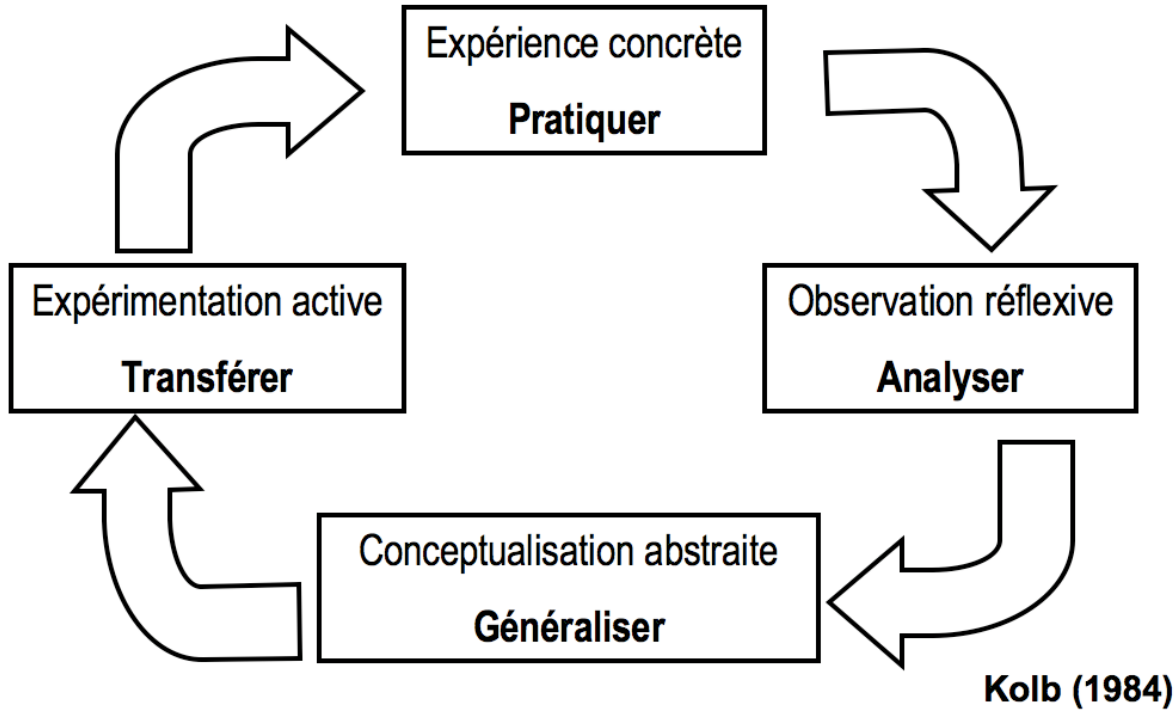 Expérience concrète
Pratiquer
Expérimentation active
Transférer
Observation réflexive
Analyser
Conceptualisation abstraite
Généraliser
Kolb (1984)